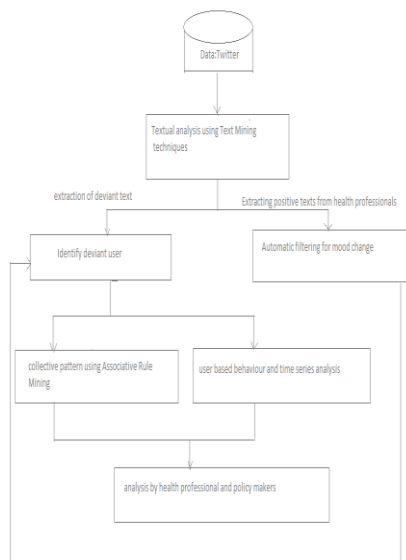 Data:Twitter
Textual analysis using Text Mining
techniques
extraction of deviant text
Extracting positive texts from health professionals
Identify deviant user
Automatic filtering for mood change
collective pattern using Associative Rule
Mining
user based behaviour and time series analysis
analysis by health professional and policy makers